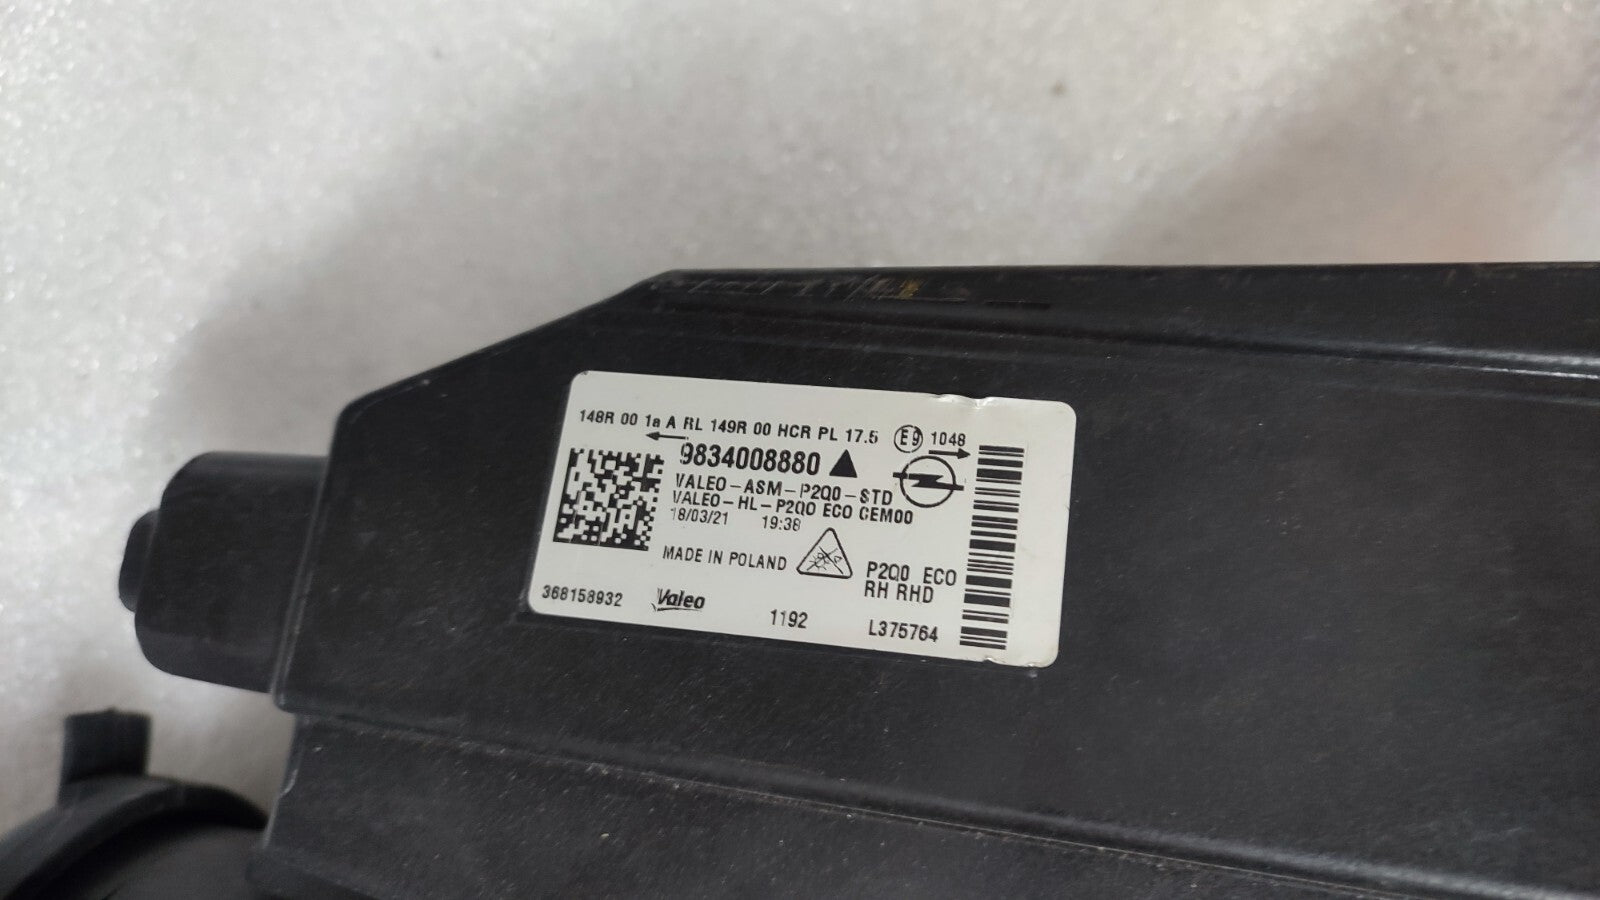 148R 00 1a A RL 149R 00 HCR PL 17.5 E9 1048
9834008880
VALEO-ASM-P2Q0-STD
VALEO-HL-P2Q0 ECO CEM00
18/03/21 19:38
MADE IN POLAND
P2Q0 ECO
RH RHD
368158932 Valeo 1192 L375764